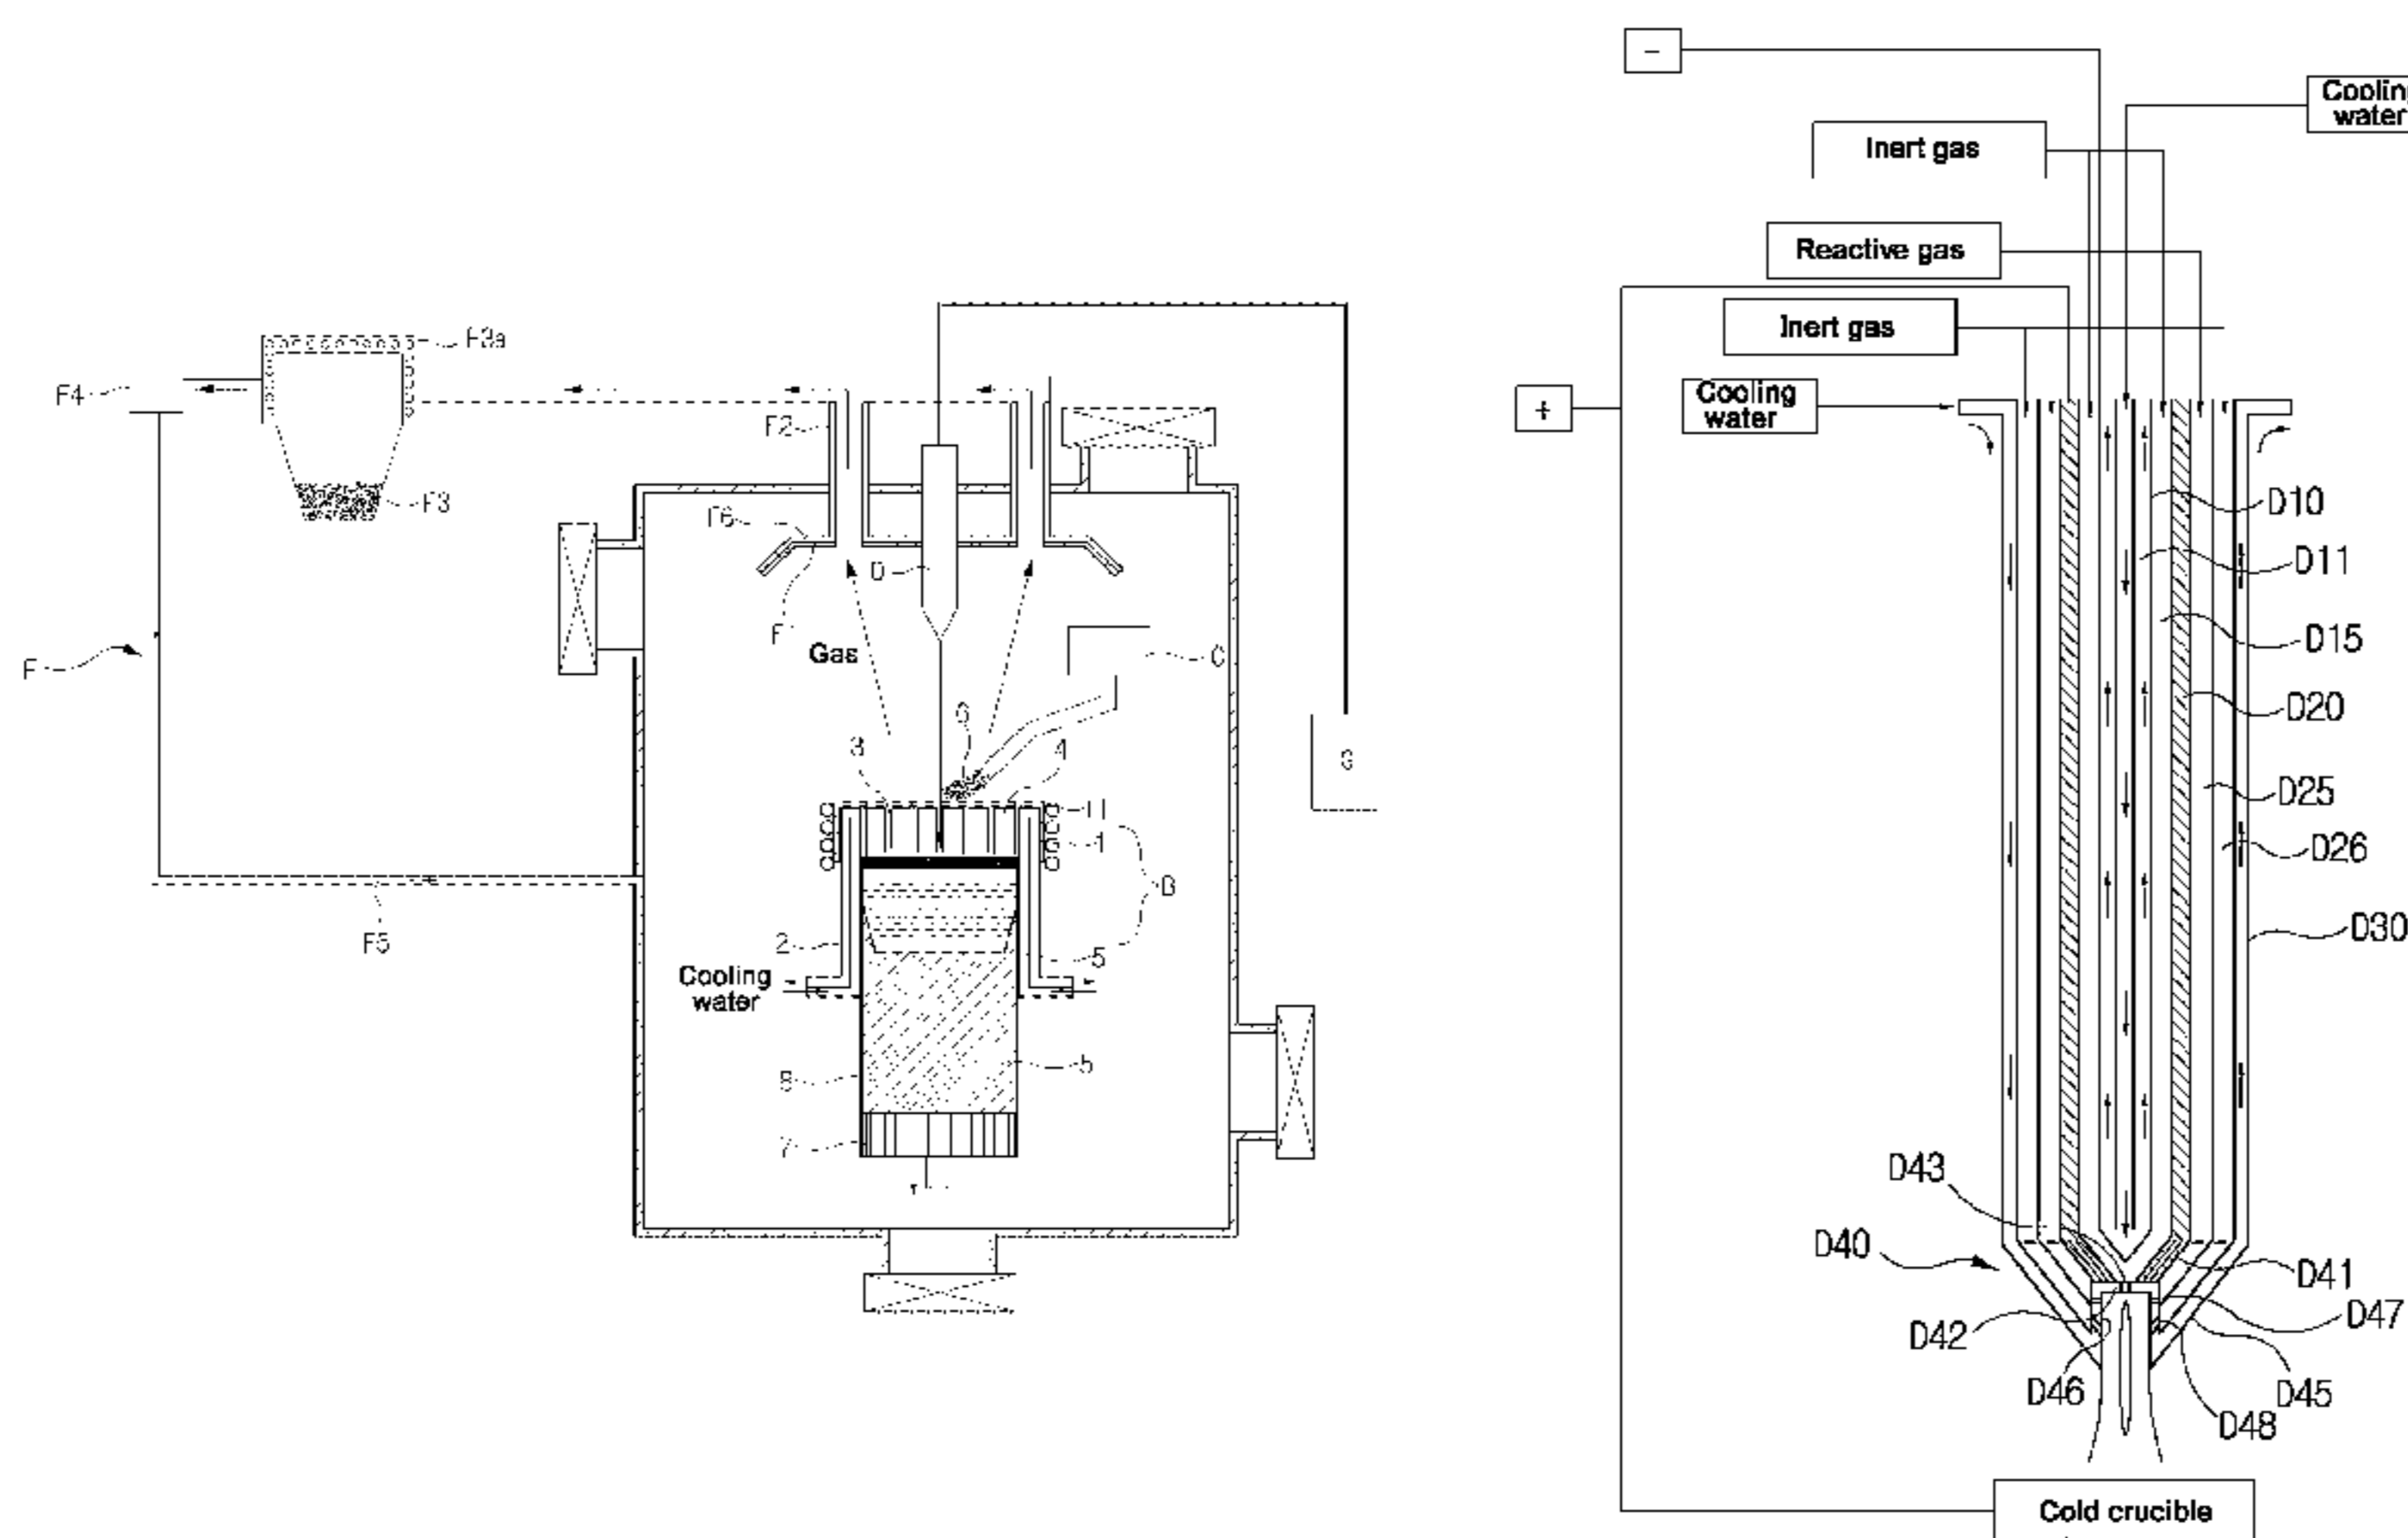 F3a
F4
F2
F3
F6
D
F
F
Gas
C
6
3
4
G
11
1
B
2
5
F5
Cooling
water
8
5
7
-
Cooling
water
Inert gas
Reactive gas
Inert gas
+
Cooling
water
D10
D11
D15
D20
D25
D26
D30
D43
D40
D41
D47
D42
D46
D45
D48
Cold crucible